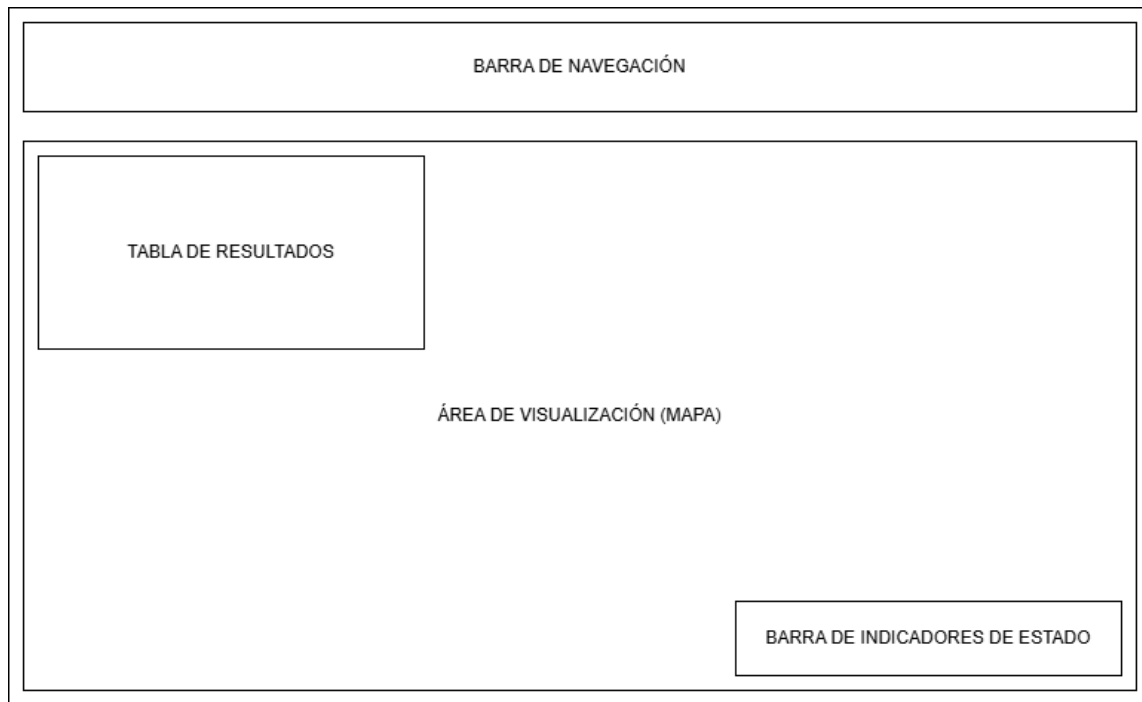 BARRA DE NAVEGACIÓN
TABLA DE RESULTADOS
ÁREA DE VISUALIZACIÓN (MAPA)
BARRA DE INDICADORES DE ESTADO